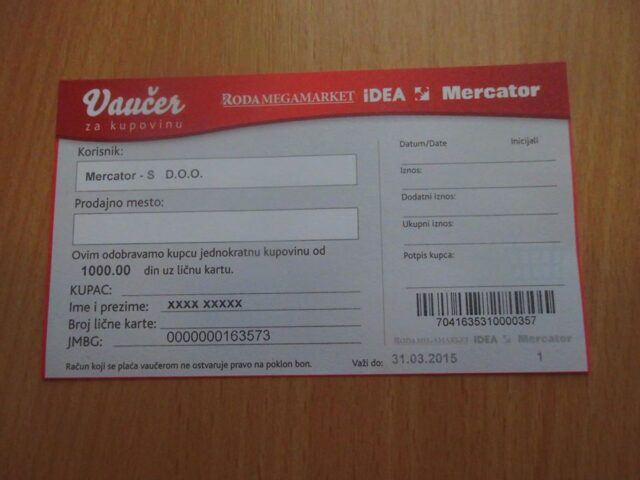 Vaučer
za kupovinu
RODA MEGAMARKET IDEA Mercator
Korisnik:
Mercator - S D.O.O.
Prodajno mesto:
Ovim odobravamo kupcu jednokratnu kupovinu od
1000.00 din uz ličnu kartu.
KUPAC:
Ime i prezime: XXXX XXXXX
Broj lične karte:
JMBG: 0000000163573
Račun koji se plaća vaučerom ne ostvaruje pravo na poklon bon.
Datum/Date Inicijali
Iznos:
Dodatni iznos:
Ukupni iznos:
Potpis kupca:
7041635310000357
RODA MEGAMARKET IDEA Mercator
Važi do: 31.03.2015 1